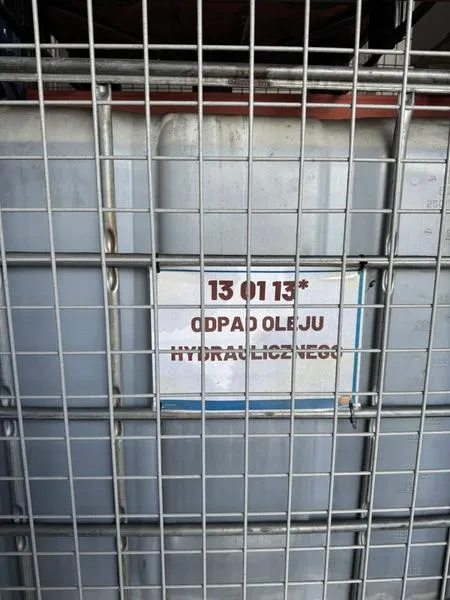 13 01 13*
ODPAD OLEJU
HYDRAULICZNEGO